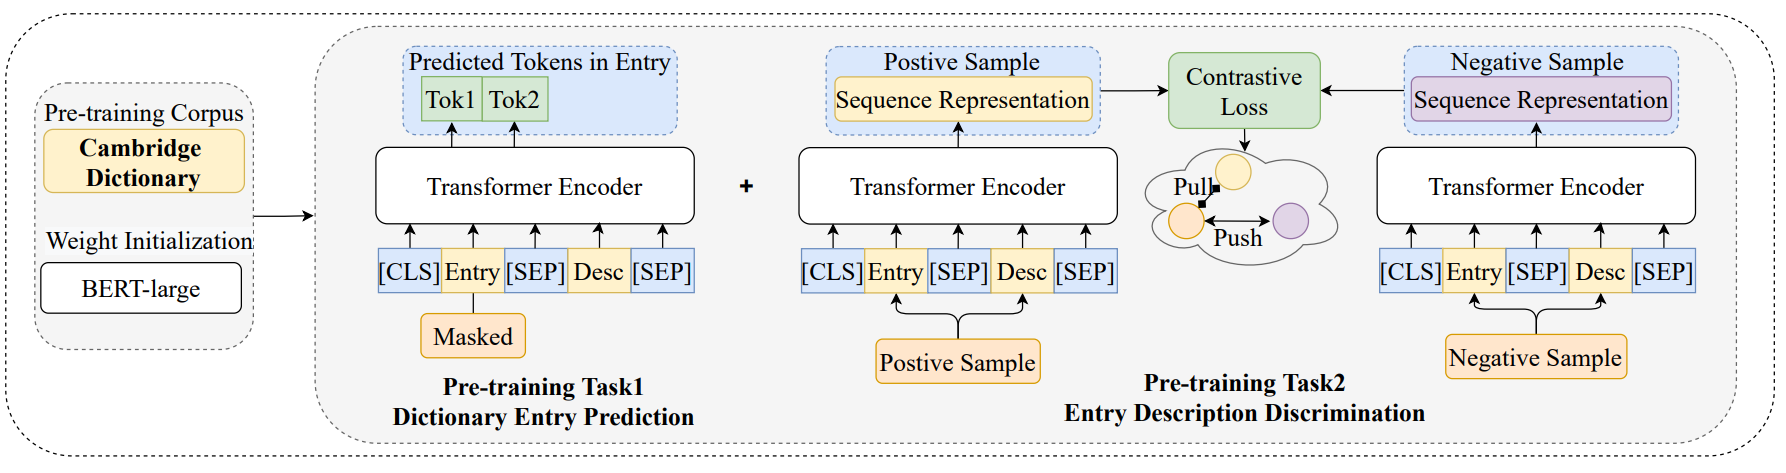 Pre-training Corpus
Cambridge
Dictionary
Weight Initialization
BERT-large
Predicted Tokens in Entry
Tok1 Tok2
Transformer Encoder
[CLS] Entry [SEP] Desc [SEP]
Masked
Pre-training Task1
Dictionary Entry Prediction
+
Postive Sample
Sequence Representation
Transformer Encoder
[CLS] Entry [SEP] Desc [SEP]
Postive Sample
Contrastive
Loss
Pull
Push
Negative Sample
Sequence Representation
Transformer Encoder
[CLS] Entry [SEP] Desc [SEP]
Negative Sample
Pre-training Task2
Entry Description Discrimination